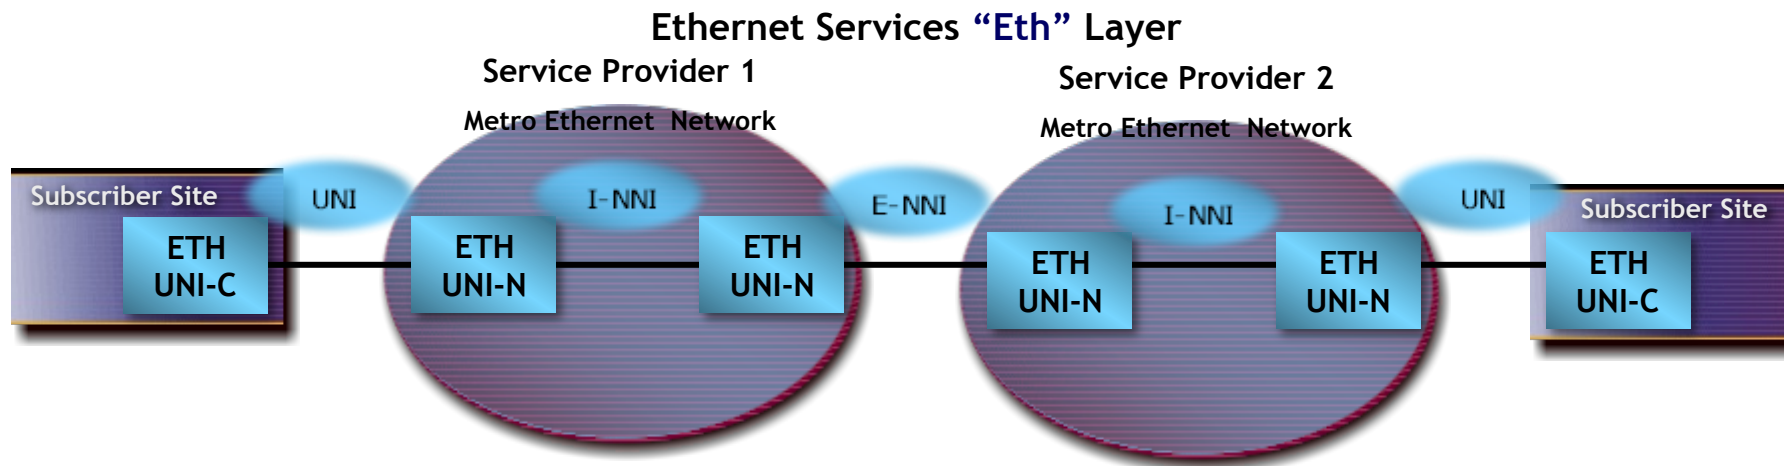 Ethernet Services “Eth” Layer
Service Provider 1
Service Provider 2
Metro Ethernet Network
Metro Ethernet Network
Subscriber Site
UNI
I-NNI
E-NNI
I-NNI
UNI
Subscriber Site
ETH
UNI-C
ETH
UNI-N
ETH
UNI-N
ETH
UNI-N
ETH
UNI-N
ETH
UNI-C